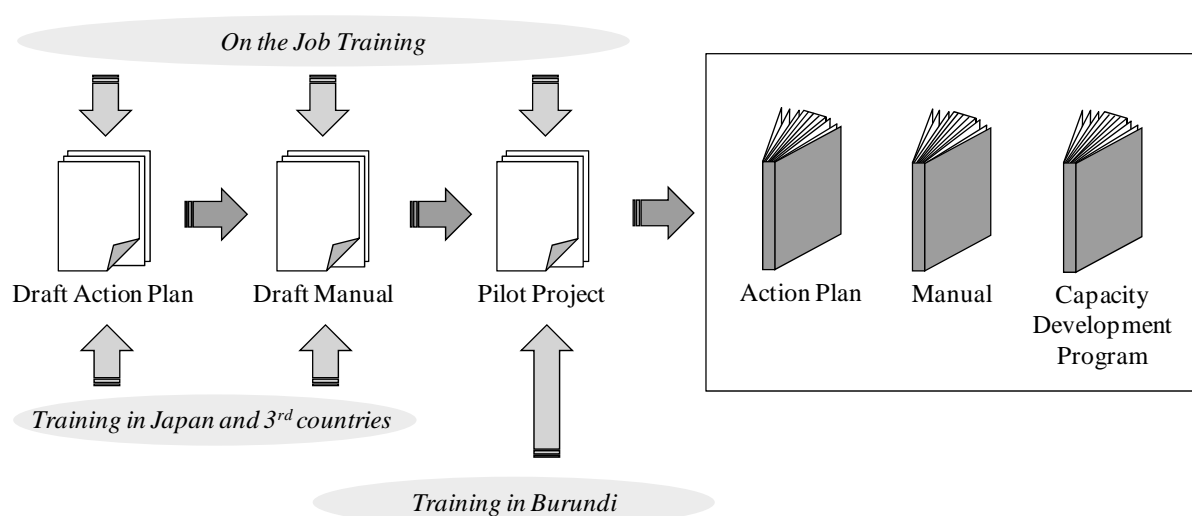 On the Job Training
Draft Action Plan
Draft Manual
Pilot Project
Action Plan
Manual
Capacity
Development
Program
Training in Japan and 3rd countries
Training in Burundi